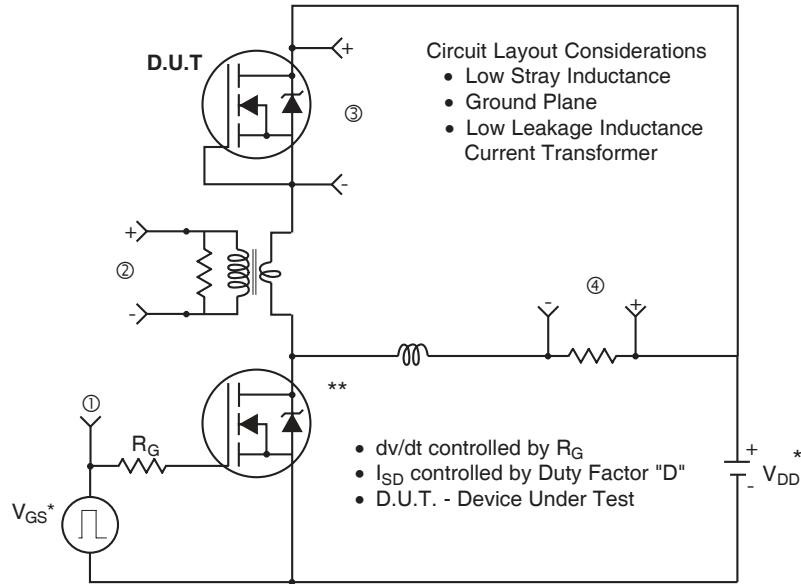 D.U.T
+
③
-
Circuit Layout Considerations
• Low Stray Inductance
• Ground Plane
• Low Leakage Inductance
Current Transformer
+
②
-
- ④ +
**
①
RG
VGS*
• dv/dt controlled by RG
• ISD controlled by Duty Factor "D"
• D.U.T. - Device Under Test
+
-
VDD*